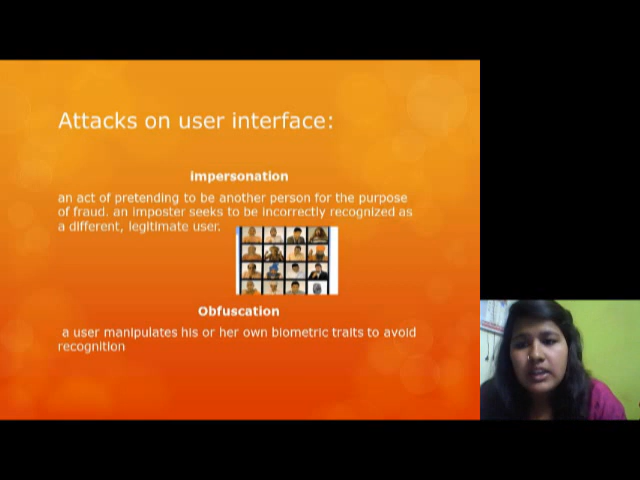 Attacks on user interface:
impersonation
an act of pretending to be another person for the purpose
of fraud. an imposter seeks to be incorrectly recognized as
a different, legitimate user.
Obfuscation
a user manipulates his or her own biometric traits to avoid
recognition